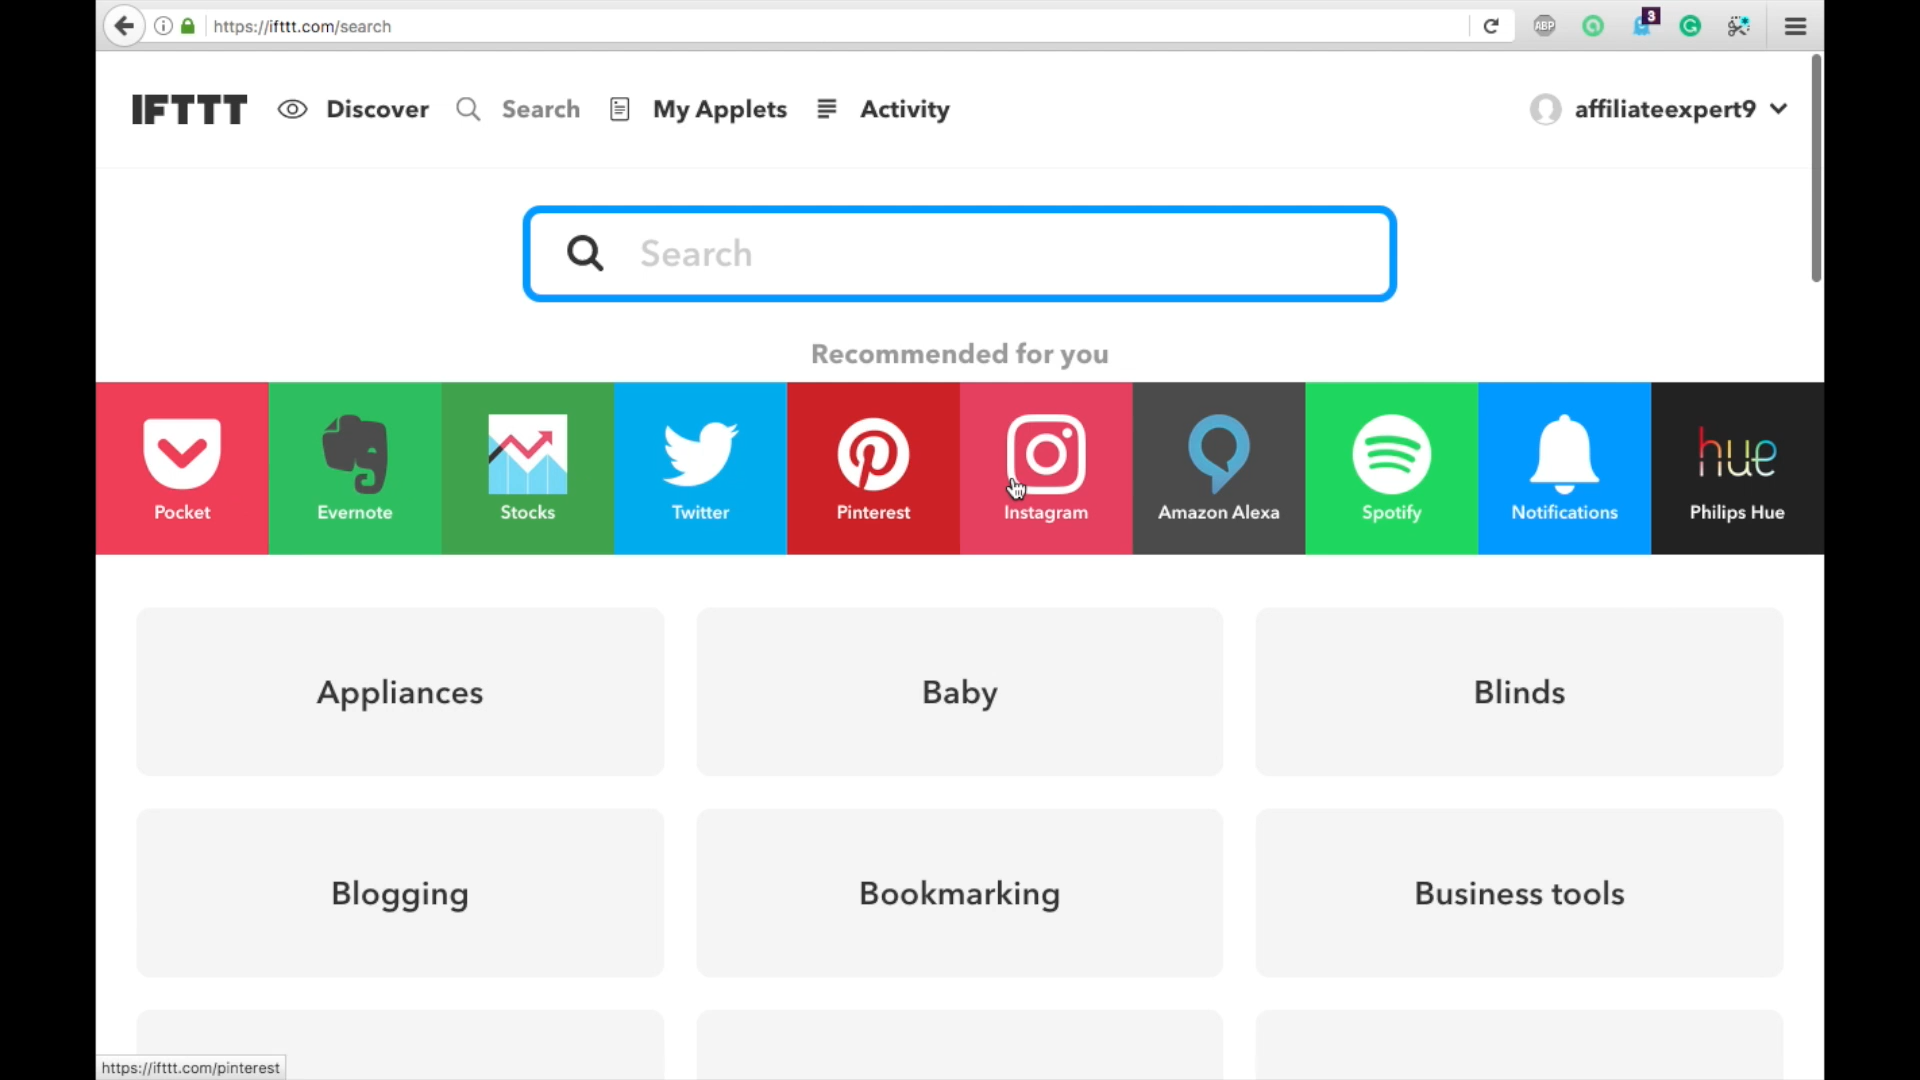 https://ifttt.com/search
ABP
3
IFTTT Discover Search My Applets Activity affiliateexpert9
Search
Recommended for you
hue
Pocket Evernote Stocks Twitter Pinterest Instagram Amazon Alexa Spotify Notifications Philips Hue
Appliances Baby Blinds
Blogging Bookmarking Business tools
https://ifttt.com/pinterest